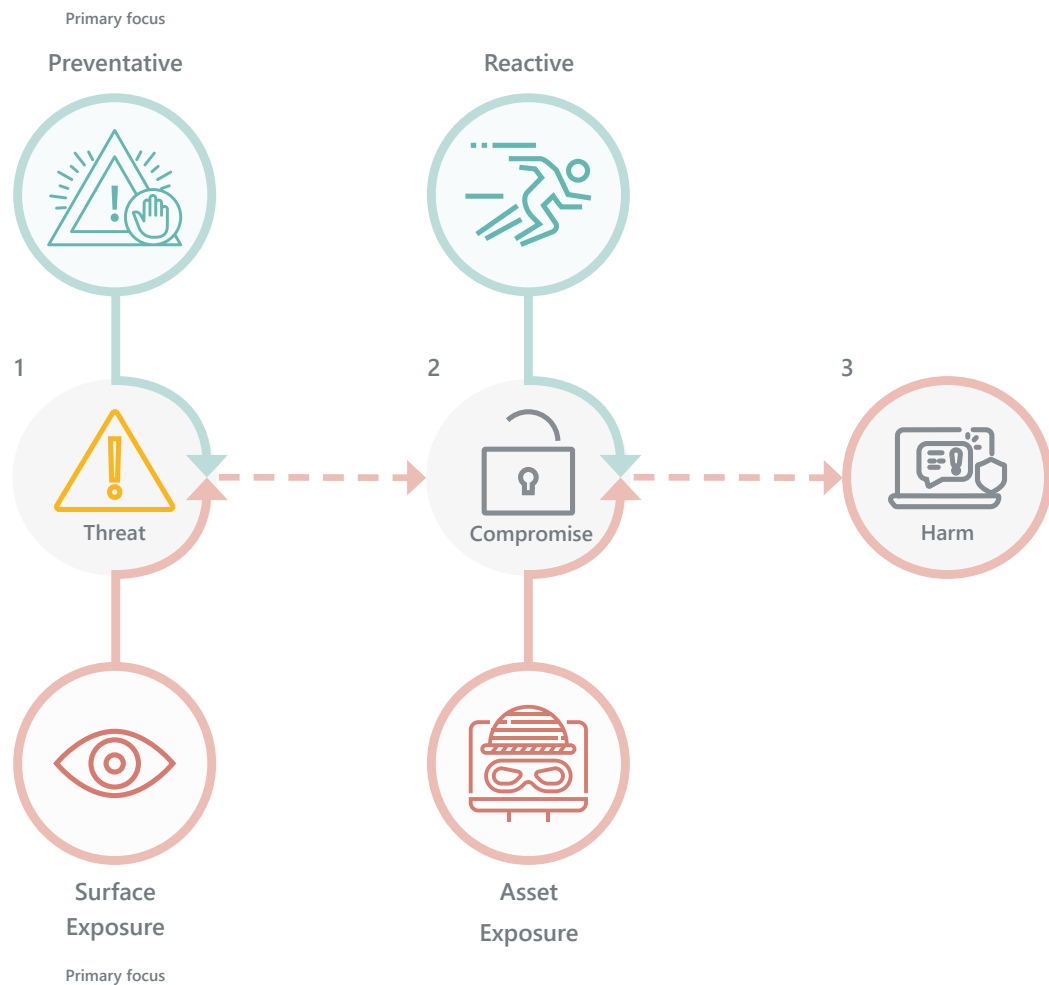 Primary focus
Preventative
Reactive
1
2
3
Threat
Compromise
Harm
Surface
Exposure
Asset
Exposure
Primary focus